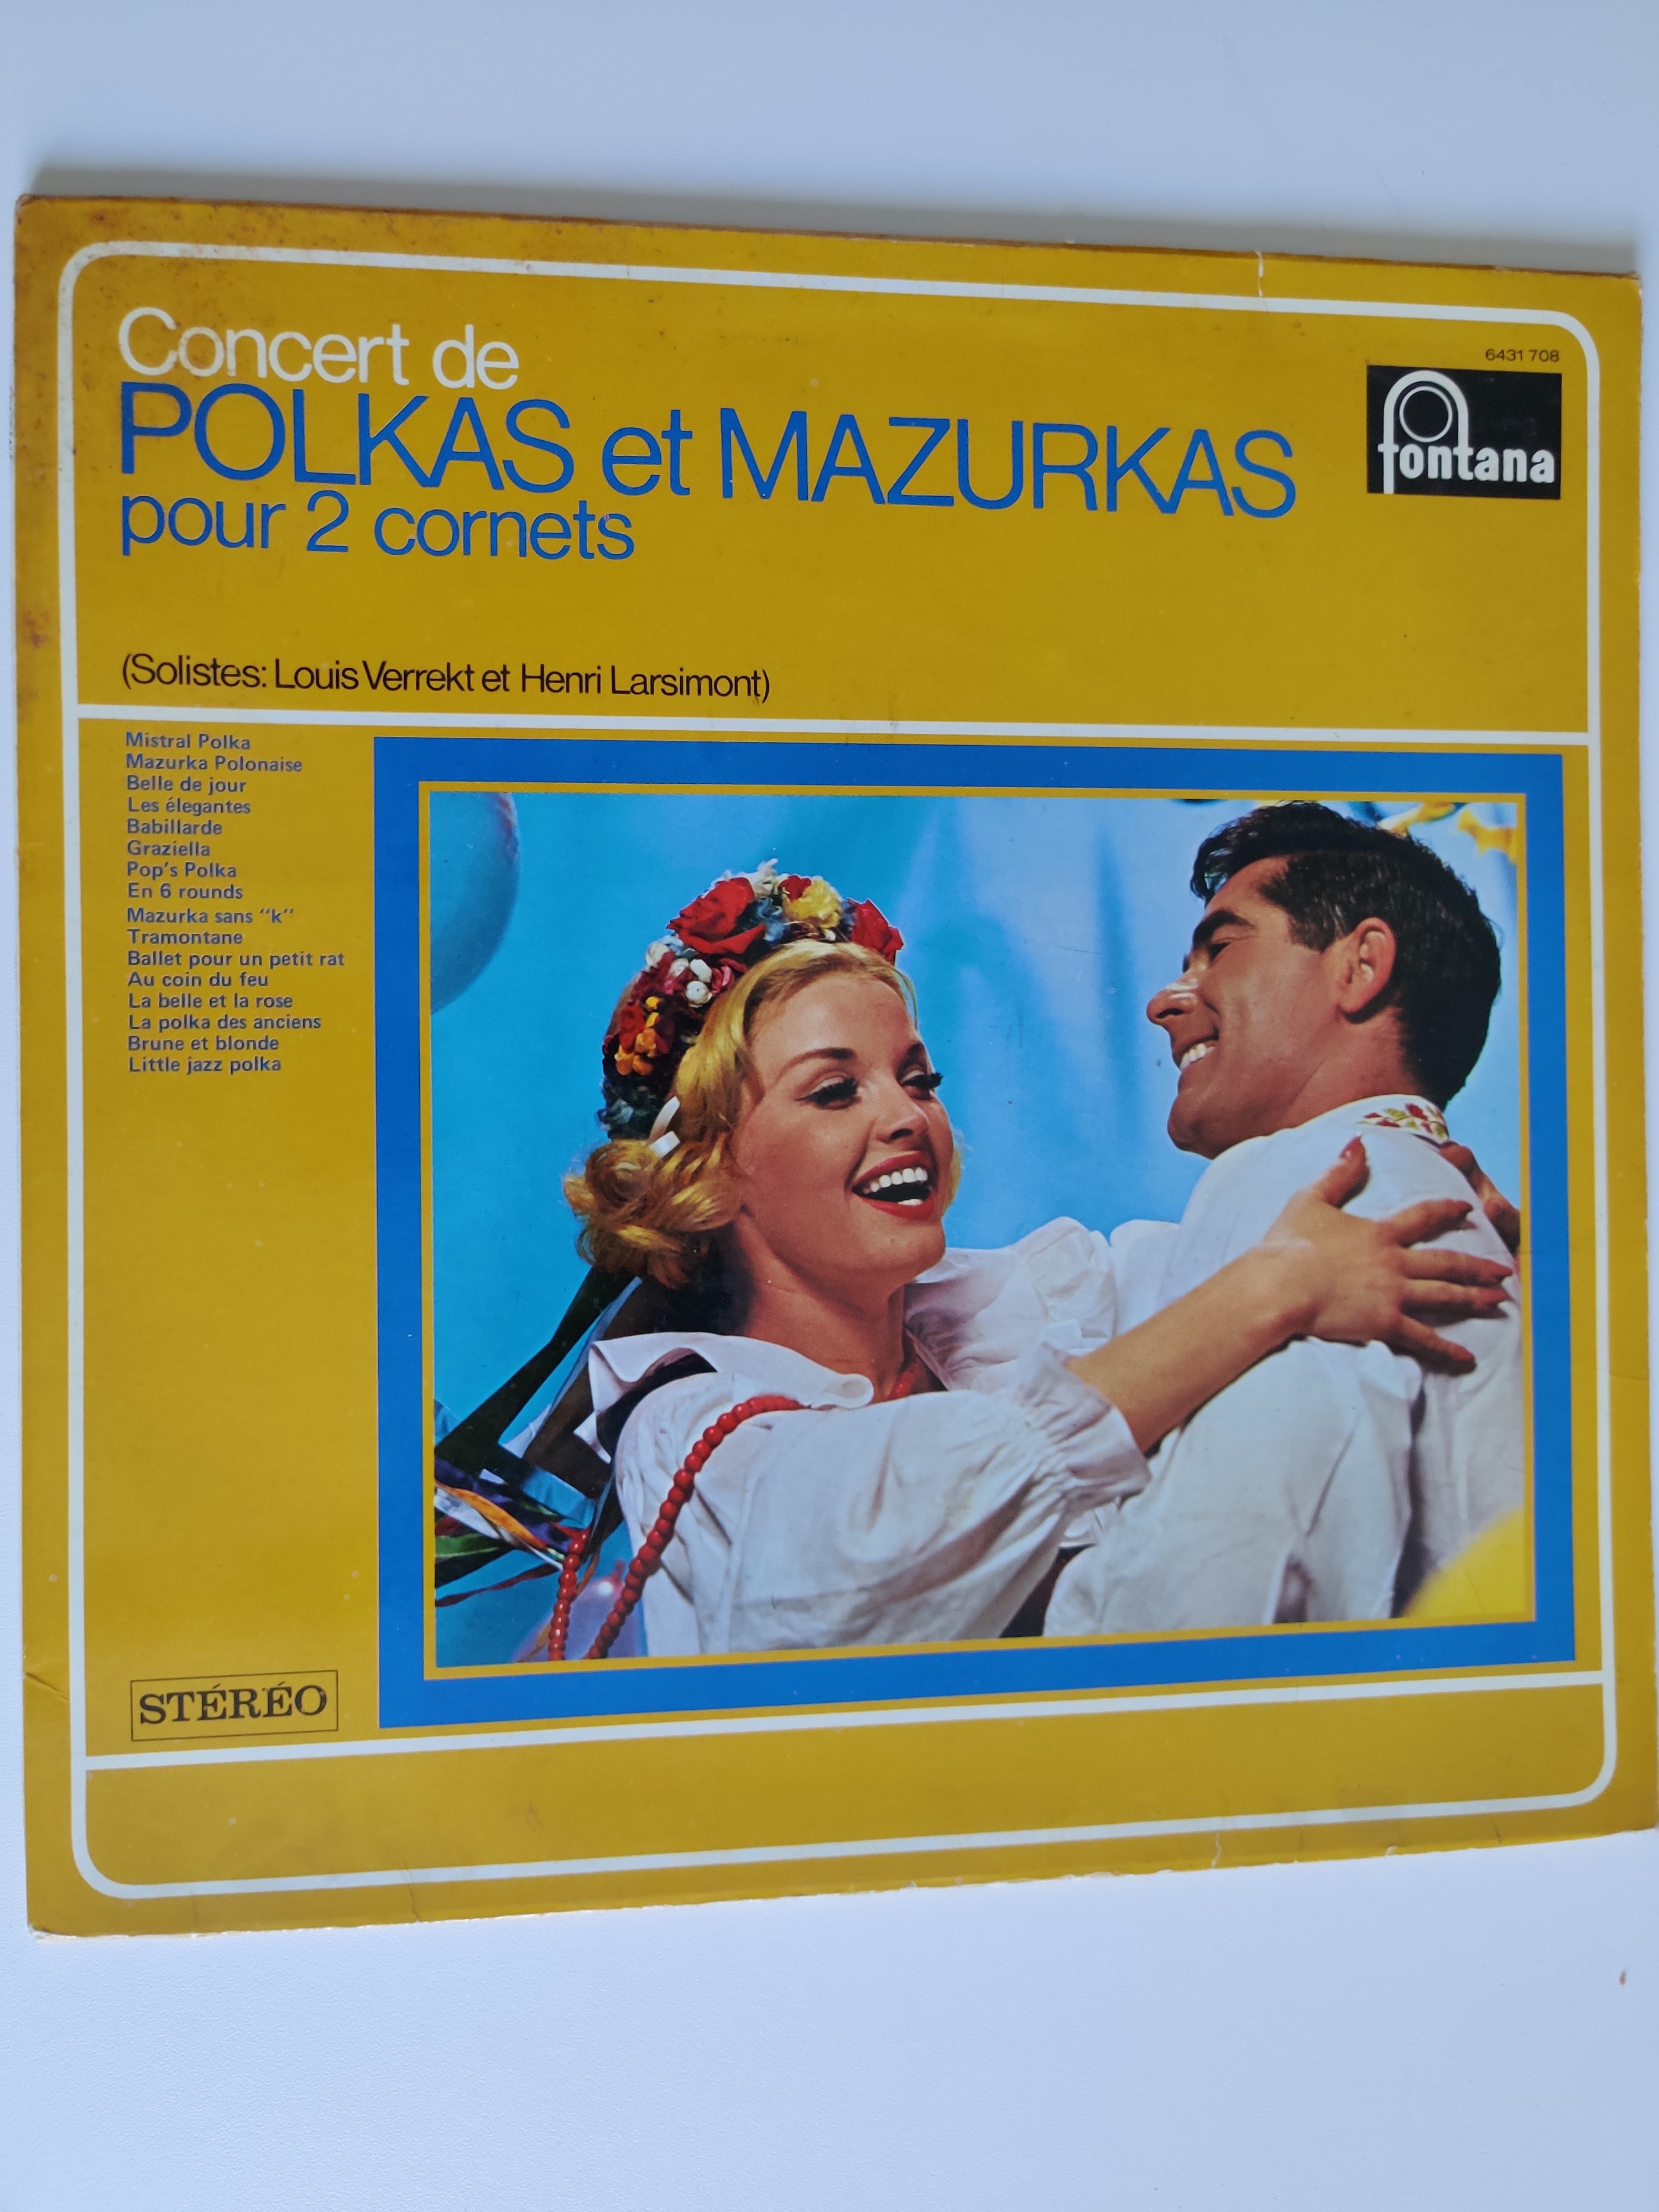 Concert de
POLKAS et MAZURKAS
pour 2 cornets
6431 708
fontana
(Solistes: Louis Verrekt et Henri Larsimont)
Mistral Polka
Mazurka Polonaise
Belle de jour
Les élegantes
Babillarde
Graziella
Pop's Polka
En 6 rounds
Mazurka sans "k"
Tramontane
Ballet pour un petit rat
Au coin du feu
La belle et la rose
La polka des anciens
Brune et blonde
Little jazz polka
STÉRÉO